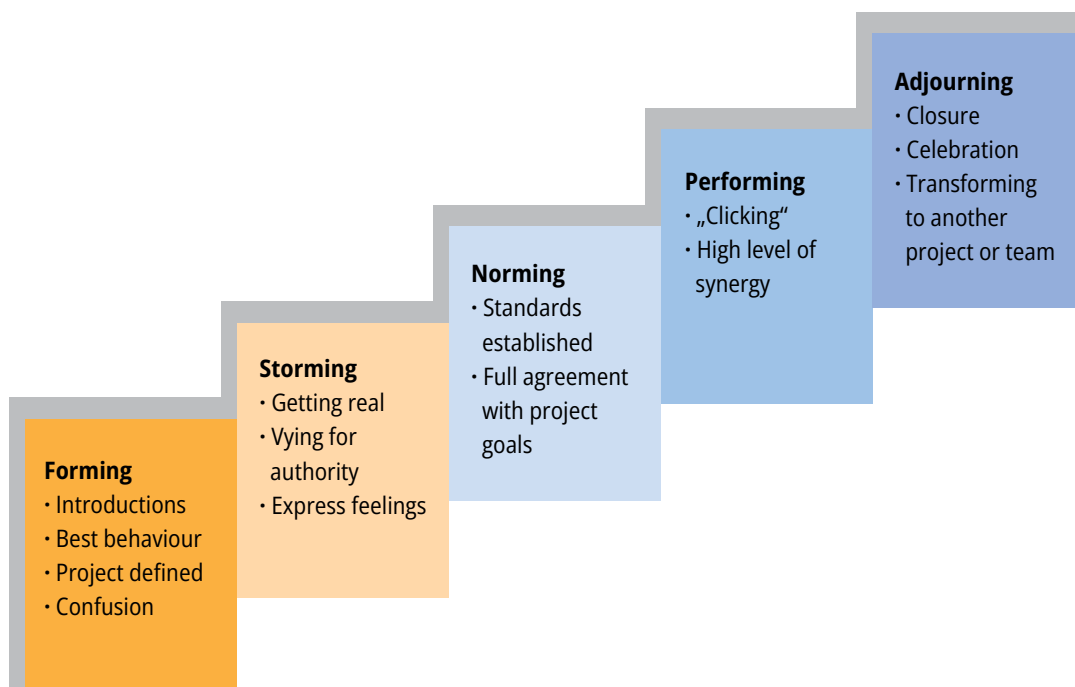 Forming
· Introductions
· Best behaviour
· Project defined
· Confusion
Storming
· Getting real
· Vying for
authority
· Express feelings
Norming
· Standards
established
· Full agreement
with project
goals
Performing
· „Clicking“
· High level of
synergy
Adjourning
· Closure
· Celebration
· Transforming
to another
project or team